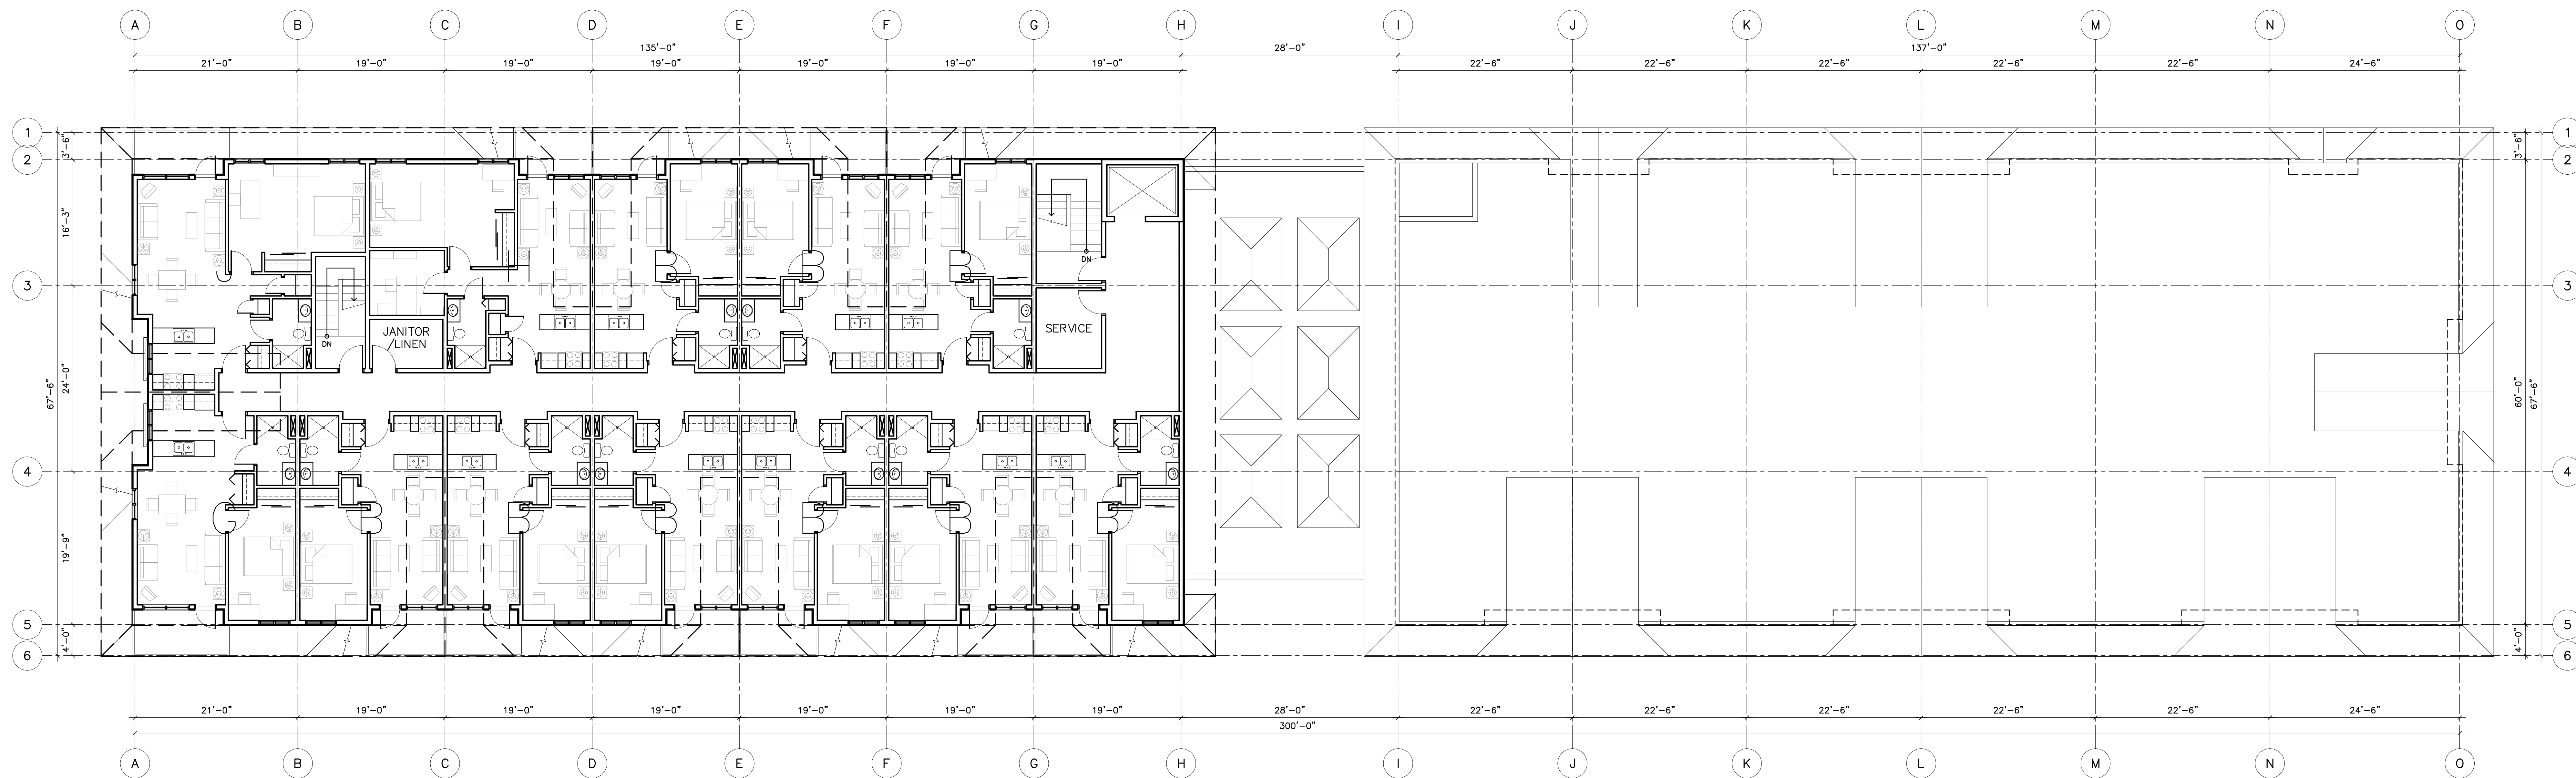 A B C D E F G H I J K L M N O
135'-0" 28'-0" 137'-0"
21'-0" 19'-0" 19'-0" 19'-0" 19'-0" 19'-0" 19'-0" 22'-6" 22'-6" 22'-6" 22'-6" 22'-6" 24'-6"
1 3'-6" 3'-6" 1
2 2
16'-3"
DN
3 3
JANITOR
/LINEN
SERVICE
DN
67'-6" 24'-0" 60'-0" 67'-6"
4 4
19'-9"
5 5
4'-0" 4'-0"
6 6
21'-0" 19'-0" 19'-0" 19'-0" 19'-0" 19'-0" 19'-0" 28'-0" 22'-6" 22'-6" 22'-6" 22'-6" 22'-6" 24'-6"
300'-0"
A B C D E F G H I J K L M N O